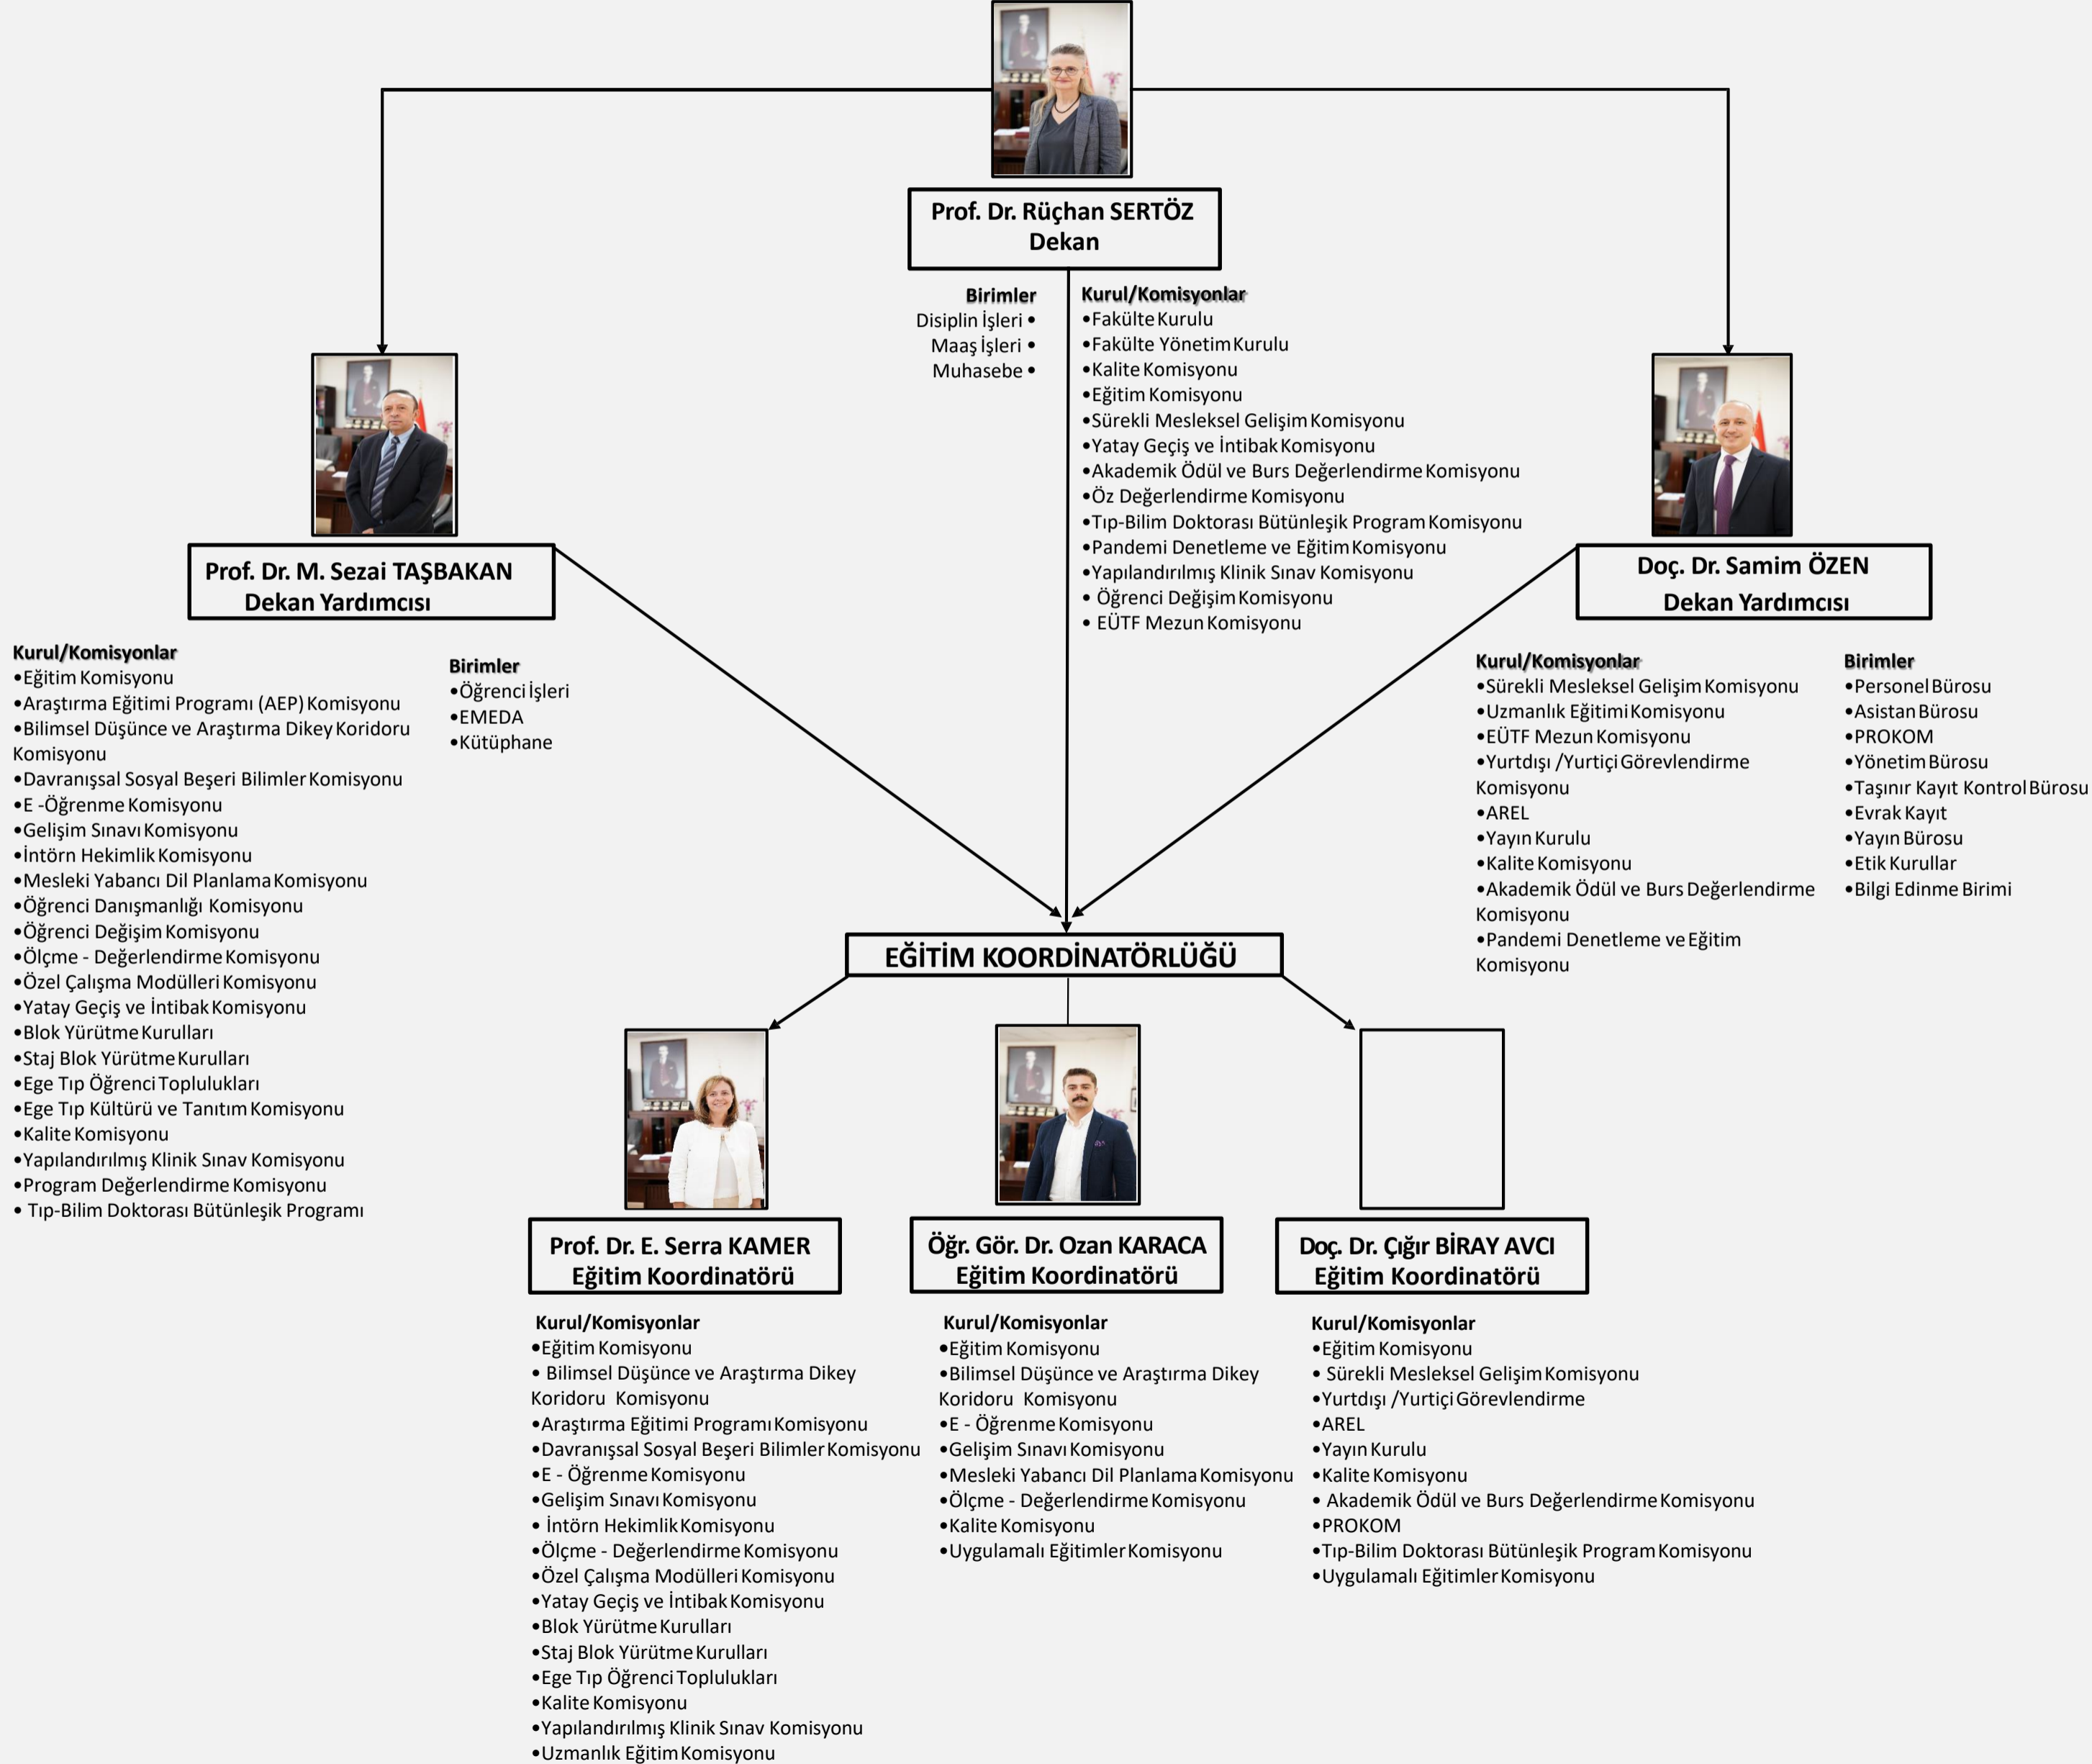 Prof. Dr. Rüçhan SERTÖZ
Dekan
Birimler
Disiplin İşleri •
Maaş İşleri •
Muhasebe •
Kurul/Komisyonlar
•Fakülte Kurulu
•Fakülte Yönetim Kurulu
•Kalite Komisyonu
•Eğitim Komisyonu
•Sürekli Mesleksel Gelişim Komisyonu
•Yatay Geçiş ve İntibak Komisyonu
•Akademik Ödül ve Burs Değerlendirme Komisyonu
•Öz Değerlendirme Komisyonu
•Tıp-Bilim Doktorası Bütünleşik Program Komisyonu
•Pandemi Denetleme ve Eğitim Komisyonu
•Yapılandırılmış Klinik Sınav Komisyonu
• Öğrenci Değişim Komisyonu
• EÜTF Mezun Komisyonu
Prof. Dr. M. Sezai TAŞBAKAN
Dekan Yardımcısı
Kurul/Komisyonlar
•Eğitim Komisyonu
•Araştırma Eğitimi Programı (AEP) Komisyonu
•Bilimsel Düşünce ve Araştırma Dikey Koridoru
Komisyonu
•Davranışsal Sosyal Beşeri Bilimler Komisyonu
•E -Öğrenme Komisyonu
•Gelişim Sınavı Komisyonu
•İntörn Hekimlik Komisyonu
•Mesleki Yabancı Dil Planlama Komisyonu
•Öğrenci Danışmanlığı Komisyonu
•Öğrenci Değişim Komisyonu
•Ölçme - Değerlendirme Komisyonu
•Özel Çalışma Modülleri Komisyonu
•Yatay Geçiş ve İntibak Komisyonu
•Blok Yürütme Kurulları
•Staj Blok Yürütme Kurulları
•Ege Tıp Öğrenci Toplulukları
•Ege Tıp Kültürü ve Tanıtım Komisyonu
•Kalite Komisyonu
•Yapılandırılmış Klinik Sınav Komisyonu
•Program Değerlendirme Komisyonu
• Tıp-Bilim Doktorası Bütünleşik Programı
Birimler
•Öğrenci İşleri
•EMEDA
•Kütüphane
Doç. Dr. Samim ÖZEN
Dekan Yardımcısı
Kurul/Komisyonlar
•Sürekli Mesleksel Gelişim Komisyonu
•Uzmanlık Eğitimi Komisyonu
•EÜTF Mezun Komisyonu
•Yurtdışı /Yurtiçi Görevlendirme
Komisyonu
•AREL
•Yayın Kurulu
•Kalite Komisyonu
•Akademik Ödül ve Burs Değerlendirme
Komisyonu
•Pandemi Denetleme ve Eğitim
Komisyonu
Birimler
•Personel Bürosu
•Asistan Bürosu
•PROKOM
•Yönetim Bürosu
•Taşınır Kayıt Kontrol Bürosu
•Evrak Kayıt
•Yayın Bürosu
•Etik Kurullar
•Bilgi Edinme Birimi
EĞİTİM KOORDİNATÖRLÜĞÜ
Prof. Dr. E. Serra KAMER
Eğitim Koordinatörü
Kurul/Komisyonlar
•Eğitim Komisyonu
• Bilimsel Düşünce ve Araştırma Dikey
Koridoru Komisyonu
•Araştırma Eğitimi Programı Komisyonu
•Davranışsal Sosyal Beşeri Bilimler Komisyonu
•E - Öğrenme Komisyonu
•Gelişim Sınavı Komisyonu
• İntörn Hekimlik Komisyonu
•Ölçme - Değerlendirme Komisyonu
•Özel Çalışma Modülleri Komisyonu
•Yatay Geçiş ve İntibak Komisyonu
•Blok Yürütme Kurulları
•Staj Blok Yürütme Kurulları
•Ege Tıp Öğrenci Toplulukları
•Kalite Komisyonu
•Yapılandırılmış Klinik Sınav Komisyonu
•Uzmanlık Eğitim Komisyonu
Öğr. Gör. Dr. Ozan KARACA
Eğitim Koordinatörü
Kurul/Komisyonlar
•Eğitim Komisyonu
•Bilimsel Düşünce ve Araştırma Dikey
Koridoru Komisyonu
•E - Öğrenme Komisyonu
•Gelişim Sınavı Komisyonu
•Mesleki Yabancı Dil Planlama Komisyonu
•Ölçme - Değerlendirme Komisyonu
•Kalite Komisyonu
•Uygulamalı Eğitimler Komisyonu
Doç. Dr. Çığır BİRAY AVCI
Eğitim Koordinatörü
Kurul/Komisyonlar
•Eğitim Komisyonu
• Sürekli Mesleksel Gelişim Komisyonu
•Yurtdışı /Yurtiçi Görevlendirme
•AREL
•Yayın Kurulu
•Kalite Komisyonu
• Akademik Ödül ve Burs Değerlendirme Komisyonu
•PROKOM
•Tıp-Bilim Doktorası Bütünleşik Program Komisyonu
•Uygulamalı Eğitimler Komisyonu